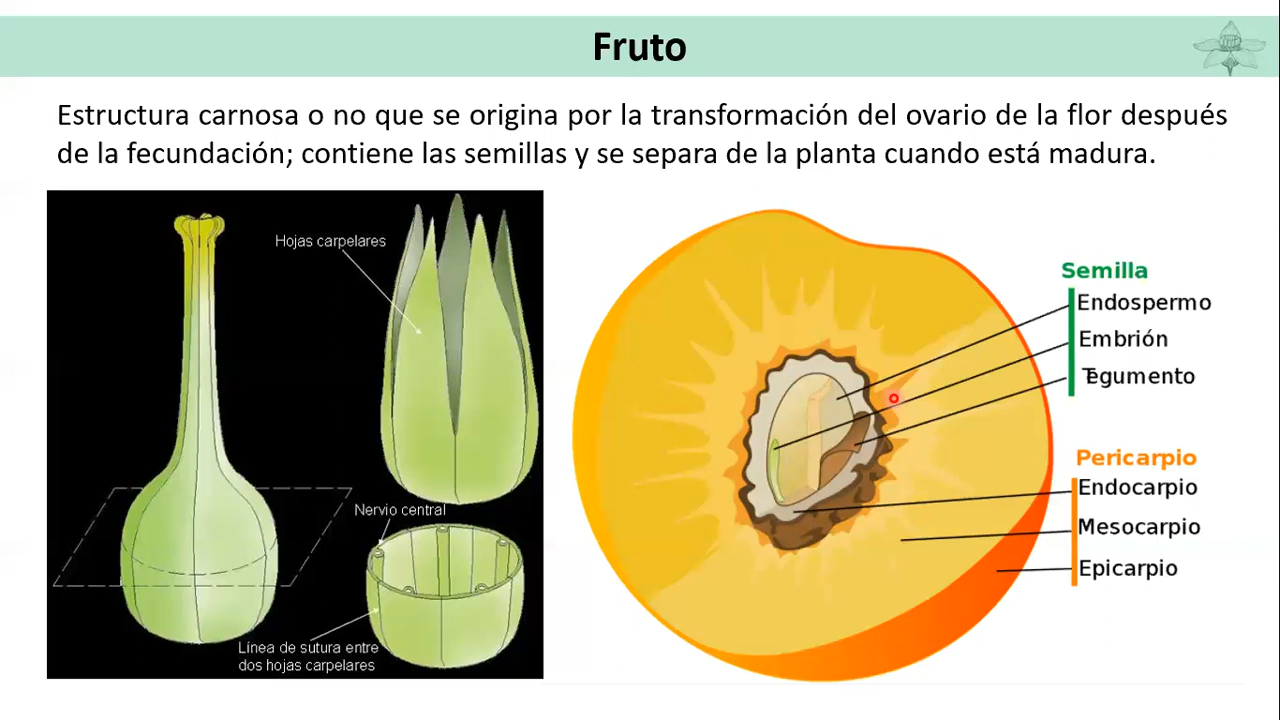 Fruto
Estructura carnosa o no que se origina por la transformación del ovario de la flor después
de la fecundación; contiene las semillas y se separa de la planta cuando está madura.
Hojas carpelares
Nervio central
Línea de sutura entre
dos hojas carpelares
Semilla
Endospermo
Embrión
Tegumento
Pericarpio
Endocarpio
Mesocarpio
Epicarpio